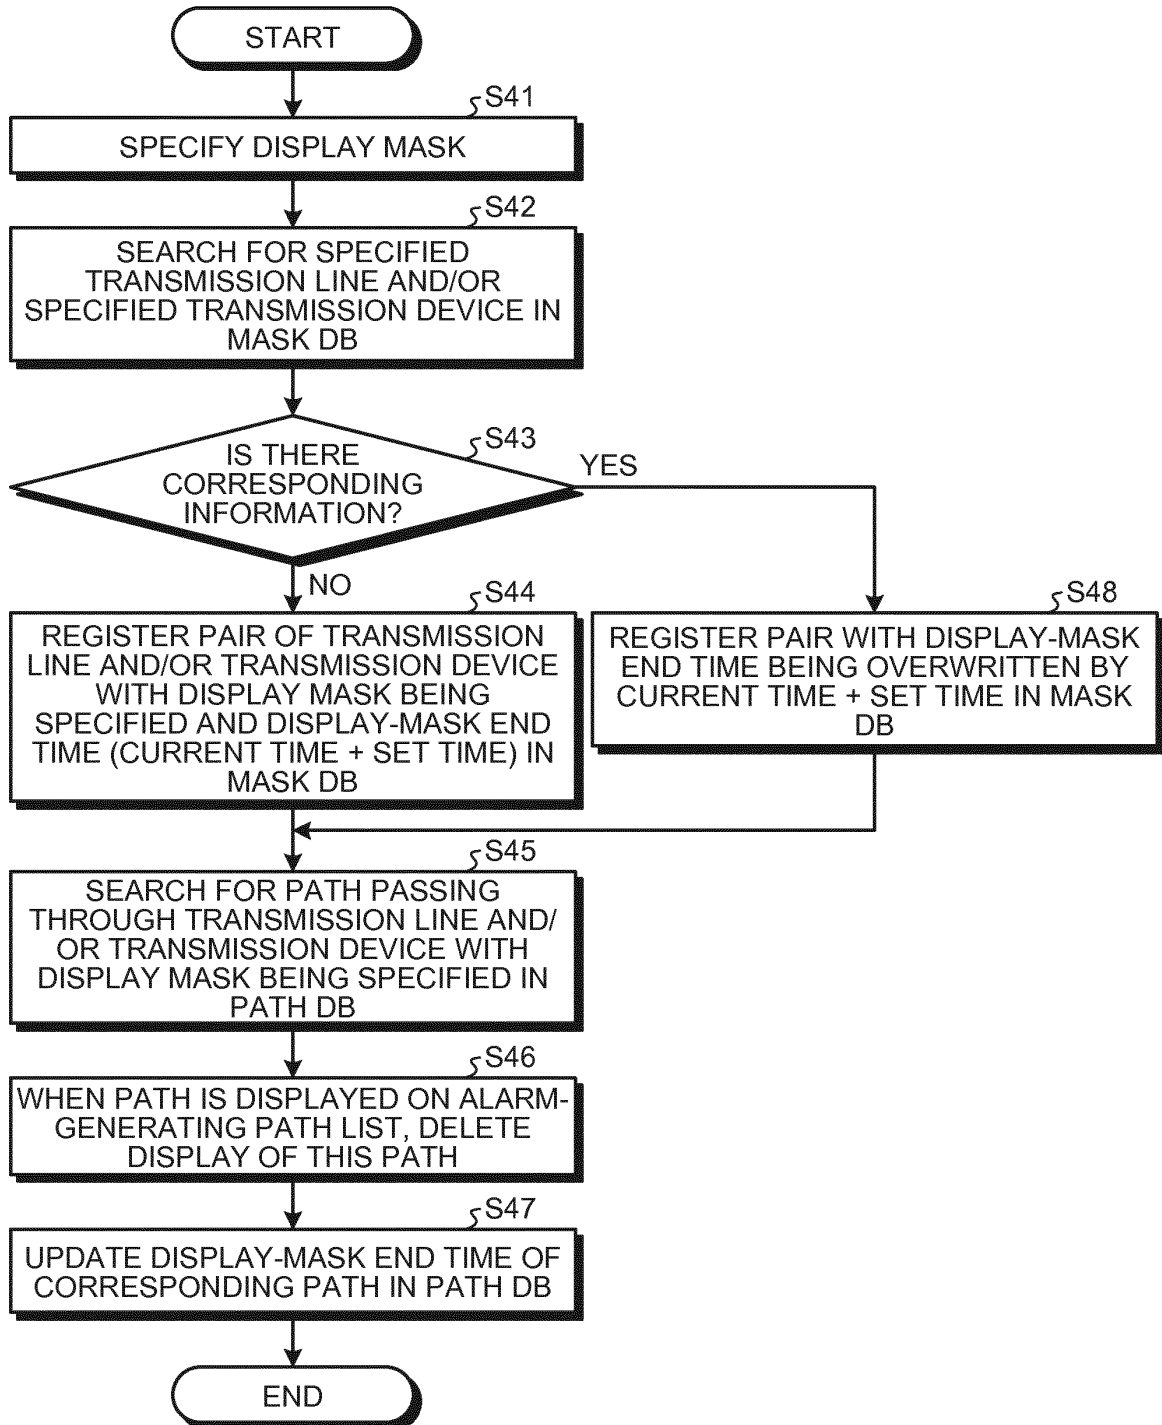 START
S41
SPECIFY DISPLAY MASK
S42
SEARCH FOR SPECIFIED
TRANSMISSION LINE AND/OR
SPECIFIED TRANSMISSION DEVICE IN
MASK DB
S43
IS THERE
CORRESPONDING
INFORMATION?
YES
NO
S44
REGISTER PAIR OF TRANSMISSION
LINE AND/OR TRANSMISSION DEVICE
WITH DISPLAY MASK BEING
SPECIFIED AND DISPLAY-MASK END
TIME (CURRENT TIME + SET TIME) IN
MASK DB
S48
REGISTER PAIR WITH DISPLAY-MASK
END TIME BEING OVERWRITTEN BY
CURRENT TIME + SET TIME IN MASK
DB
S45
SEARCH FOR PATH PASSING
THROUGH TRANSMISSION LINE AND/
OR TRANSMISSION DEVICE WITH
DISPLAY MASK BEING SPECIFIED IN
PATH DB
S46
WHEN PATH IS DISPLAYED ON ALARM-
GENERATING PATH LIST, DELETE
DISPLAY OF THIS PATH
S47
UPDATE DISPLAY-MASK END TIME OF
CORRESPONDING PATH IN PATH DB
END